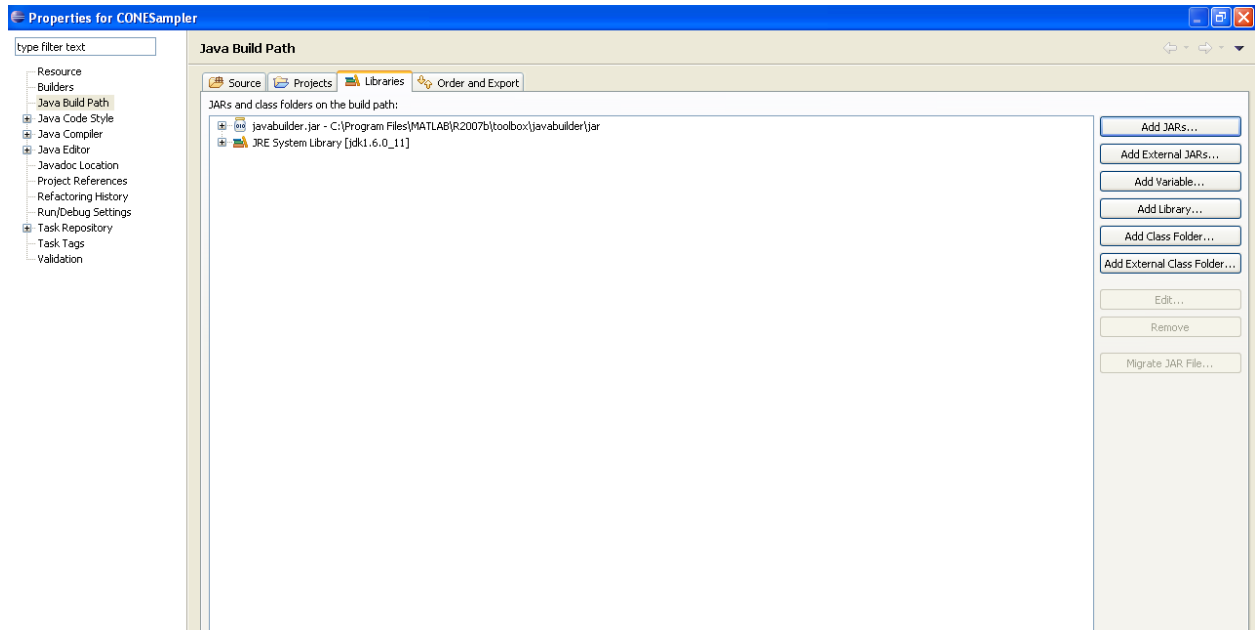 Properties for CONESampler
type filter text
Resource
Builders
Java Build Path
Java Code Style
Java Compiler
Java Editor
Javadoc Location
Project References
Refactoring History
Run/Debug Settings
Task Repository
Task Tags
Validation
Java Build Path
Source Projects Libraries Order and Export
JARs and class folders on the build path:
javabuilder.jar - C:\Program Files\MATLAB\R2007b\toolbox\javabuilder\jar
JRE System Library [jdk1.6.0_11]
Add JARs...
Add External JARs...
Add Variable...
Add Library...
Add Class Folder...
Add External Class Folder...
Edit...
Remove
Migrate JAR File...